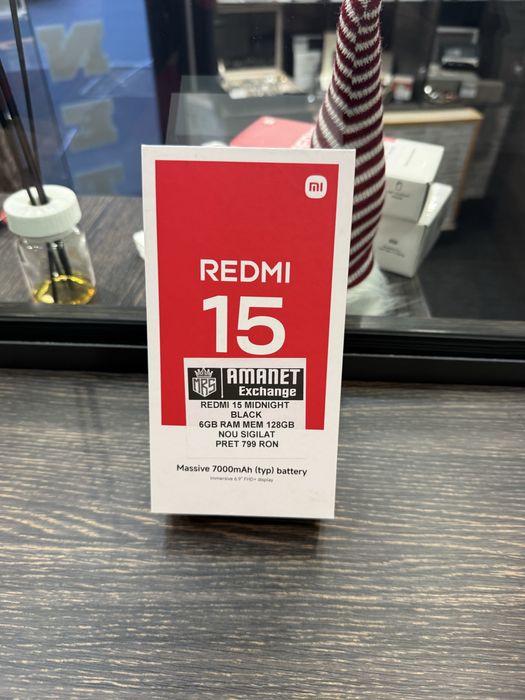 mi
REDMI
15
MRS
AMANET
Exchange
REDMI 15 MIDNIGHT
BLACK
6GB RAM MEM 128GB
NOU SIGILAT
PRET 799 RON
Massive 7000mAh (typ) battery
Immersive 6.9" FHD+ display